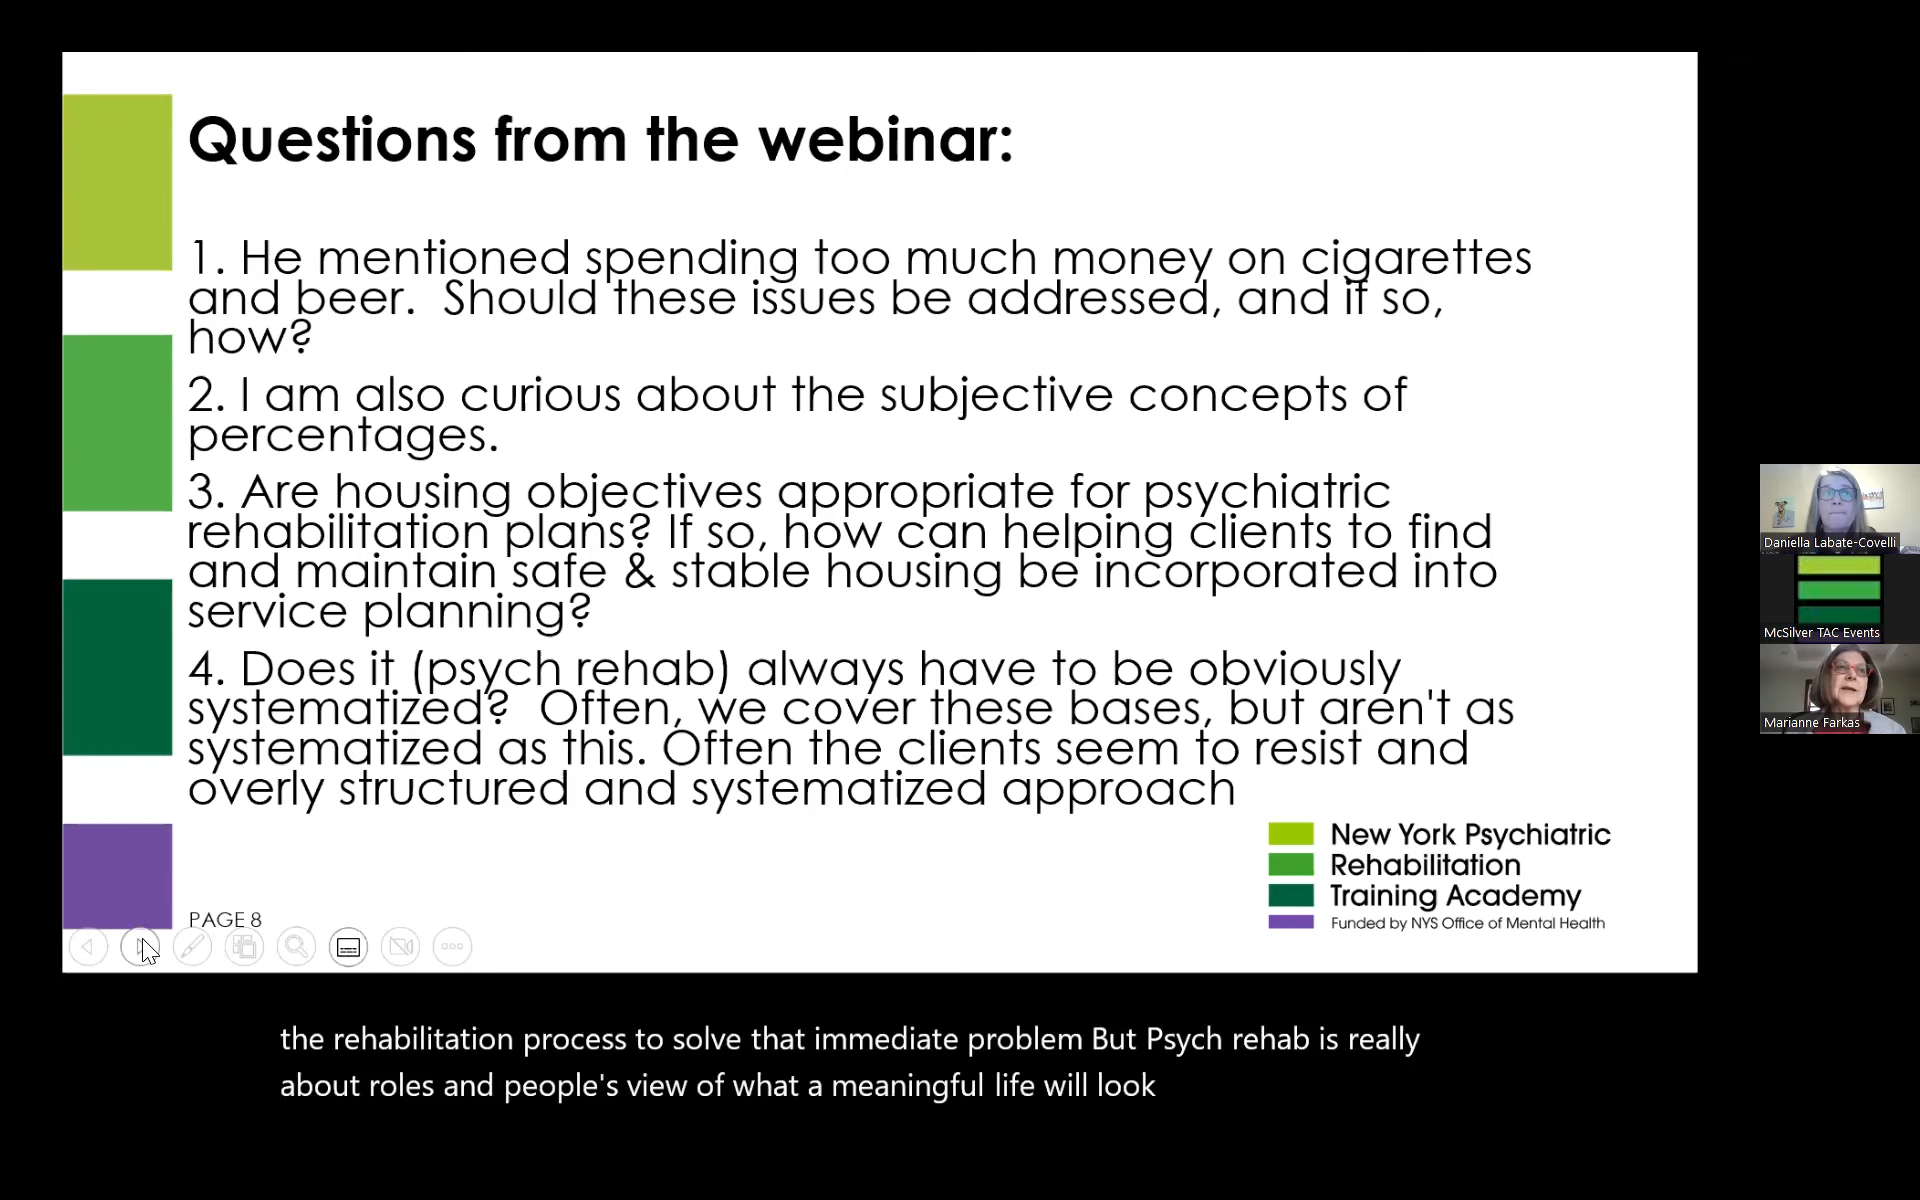 Questions from the webinar:
1. He mentioned spending too much money on cigarettes
and beer.  Should these issues be addressed, and if so,
how?
2. I am also curious about the subjective concepts of
percentages.
3. Are housing objectives appropriate for psychiatric
rehabilitation plans? If so, how can helping clients to find
and maintain safe & stable housing be incorporated into
service planning?
4. Does it (psych rehab) always have to be obviously
systematized?  Often, we cover these bases, but aren't as
systematized as this. Often the clients seem to resist and
overly structured and systematized approach
New York Psychiatric
Rehabilitation
Training Academy
Funded by NYS Office of Mental Health
PAGE 8
Daniella Labate-Covelli
McSilver TAC Events
Marianne Farkas
the rehabilitation process to solve that immediate problem But Psych rehab is really
about roles and people's view of what a meaningful life will look